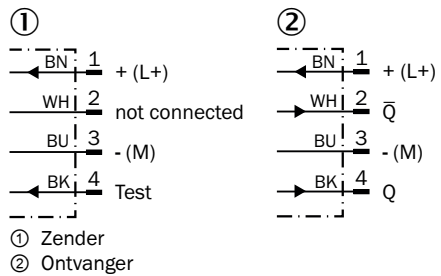 ① ②
BN 1 + (L+)
WH 2 not connected
BU 3 - (M)
BK 4 Test
BN 1 + (L+)
WH 2 Q̅
BU 3 - (M)
BK 4 Q
① Zender
② Ontvanger